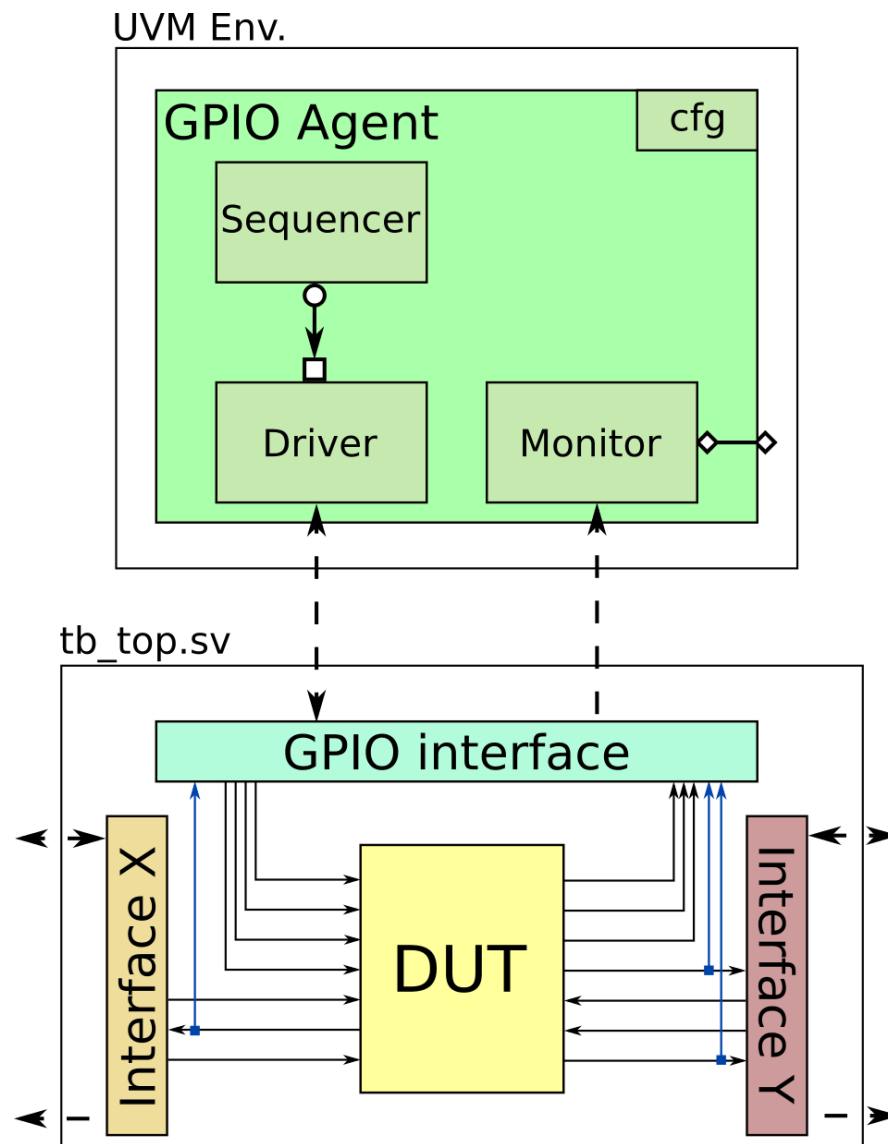 UVM Env.
GPIO Agent
cfg
Sequencer
Driver
Monitor
tb_top.sv
GPIO interface
Interface X
DUT
Interface Y